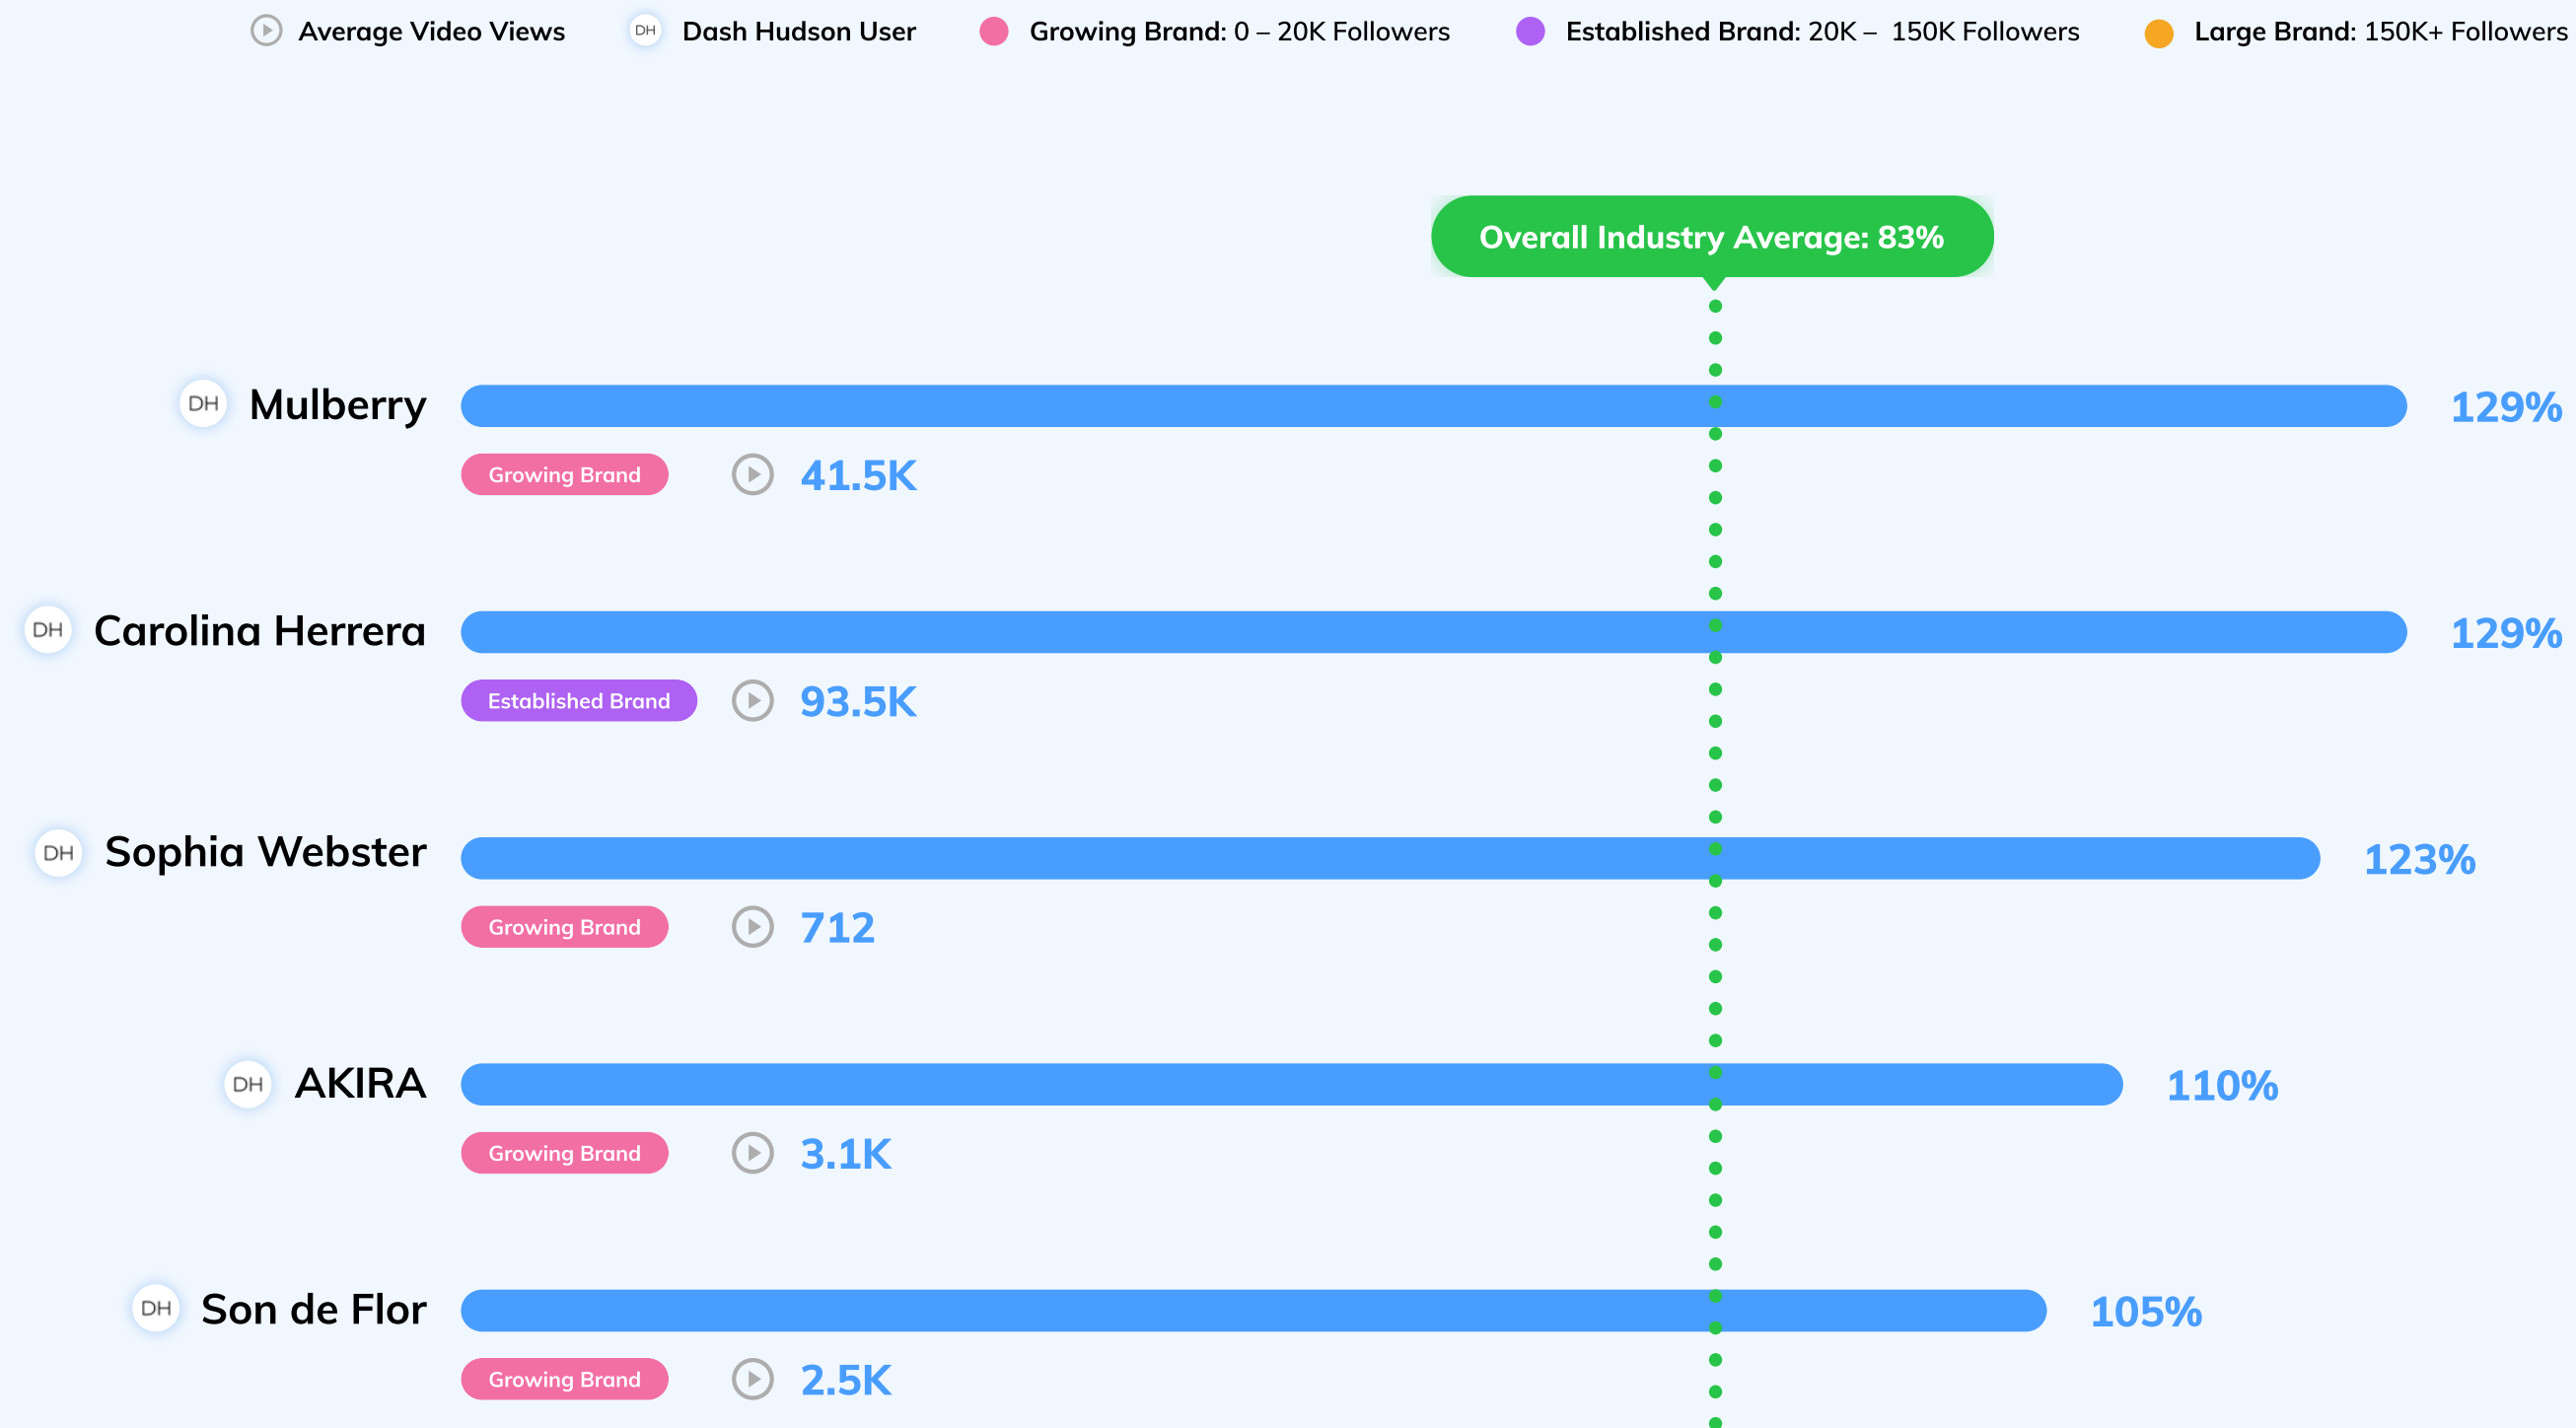 Average Video Views DH Dash Hudson User Growing Brand: 0 – 20K Followers Established Brand: 20K – 150K Followers Large Brand: 150K+ Followers
Overall Industry Average: 83%
DH Mulberry 129%
Growing Brand 41.5K
DH Carolina Herrera 129%
Established Brand 93.5K
DH Sophia Webster 123%
Growing Brand 712
DH AKIRA 110%
Growing Brand 3.1K
DH Son de Flor 105%
Growing Brand 2.5K